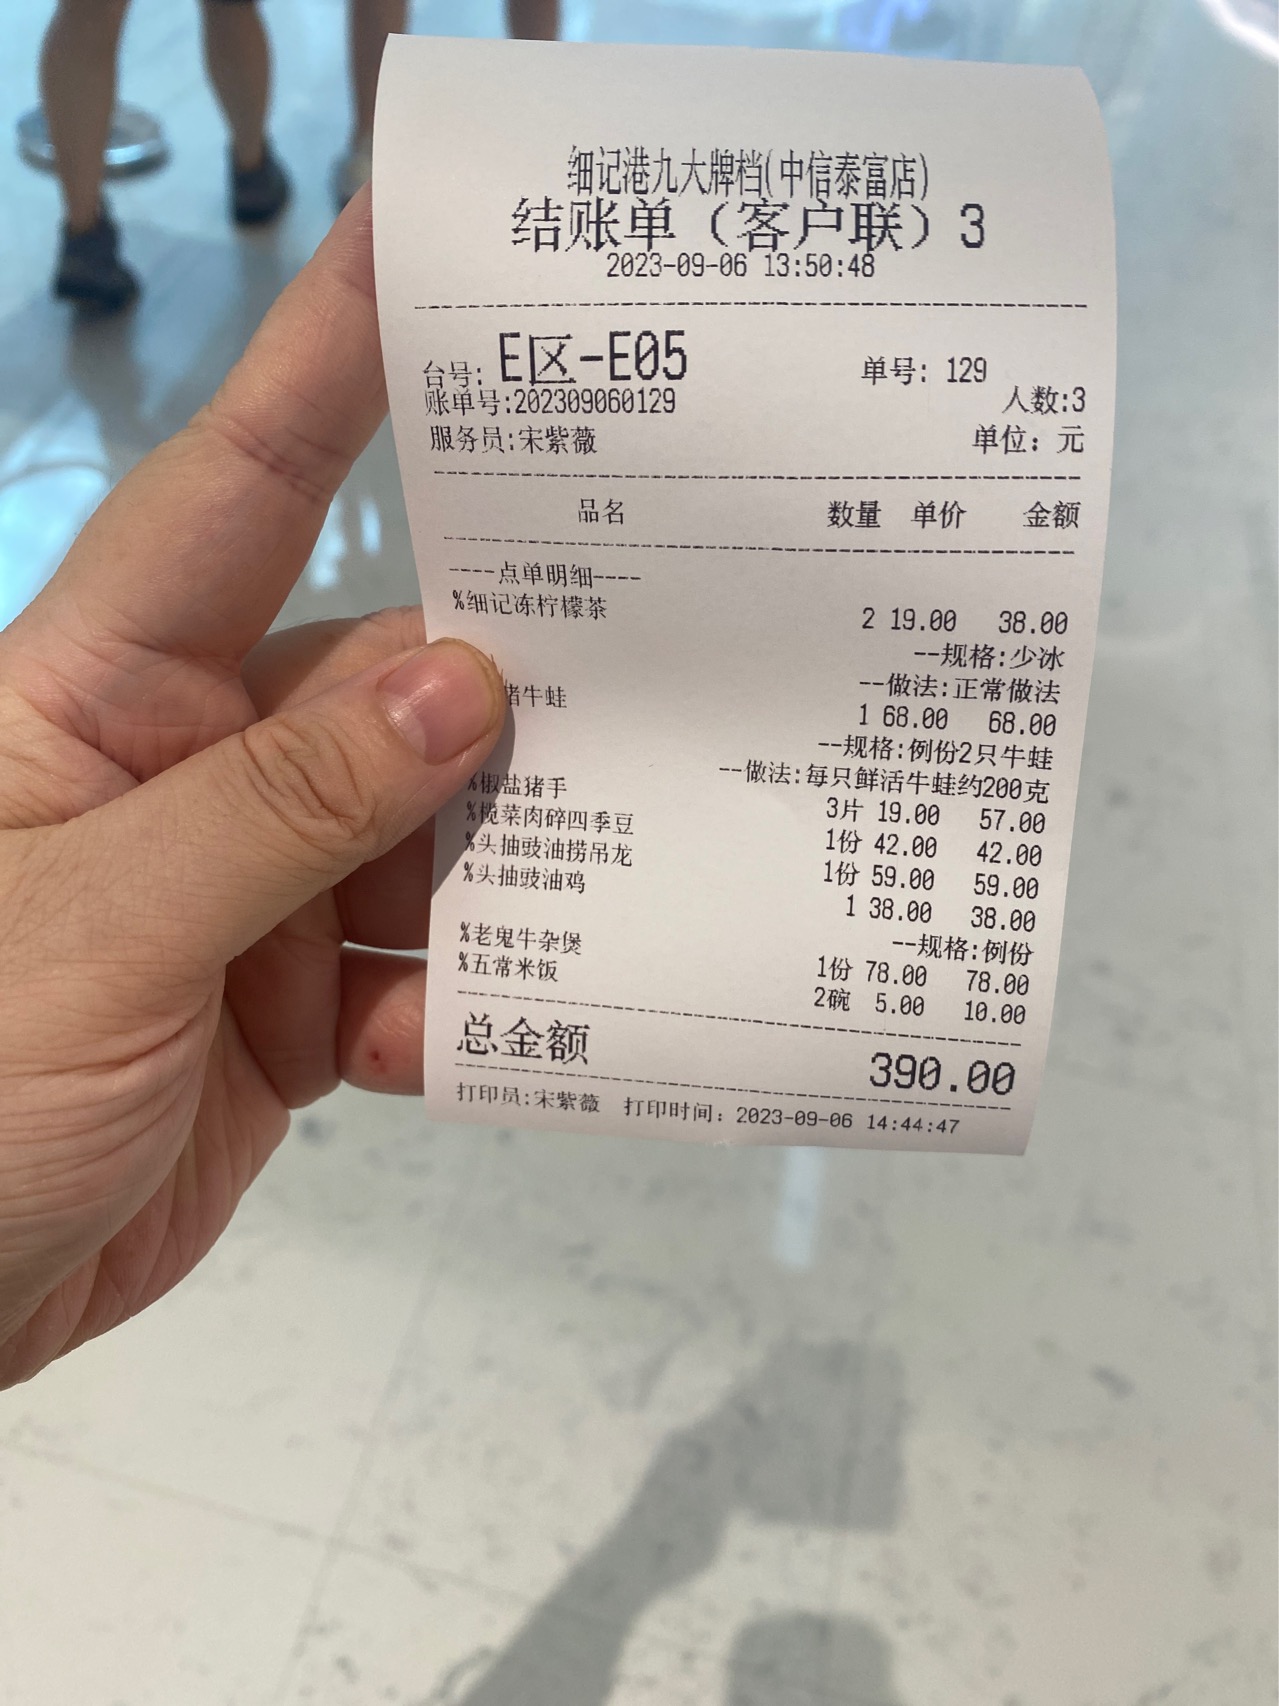 细记港九大牌档(中信泰富店)
结账单（客户联）3
2023-09-06 13:50:48
台号: E区-E05 单号: 129
账单号:202309060129 人数:3
服务员:宋紫薇 单位: 元
品名 数量 单价 金额
----点单明细----
%细记冻柠檬茶 2 19.00 38.00
--规格:少冰
--做法:正常做法
牛蛙 1 68.00 68.00
--规格:例份2只牛蛙
--做法:每只鲜活牛蛙约200克
%椒盐猪手 3片 19.00 57.00
%榄菜肉碎四季豆 1份 42.00 42.00
%头抽豉油捞吊龙 1份 59.00 59.00
%头抽豉油鸡 1 38.00 38.00
--规格:例份
%老鬼牛杂煲 1份 78.00 78.00
%五常米饭 2碗 5.00 10.00
总金额 390.00
打印员:宋紫薇 打印时间: 2023-09-06 14:44:47